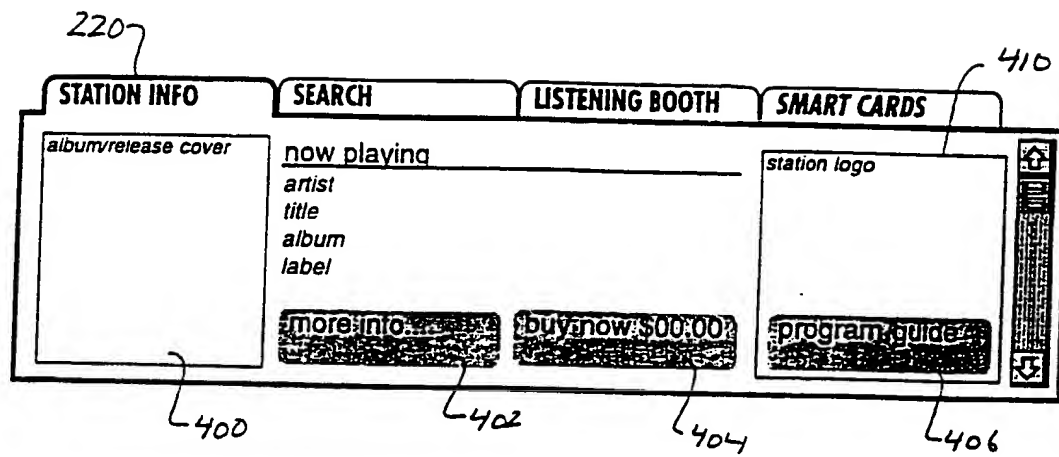 220
410
STATION INFO SEARCH LISTENING BOOTH SMART CARDS
album/release cover
now playing
artist
title
album
label
station logo
more info
buy now $00.00
program guide
400
402
404
406